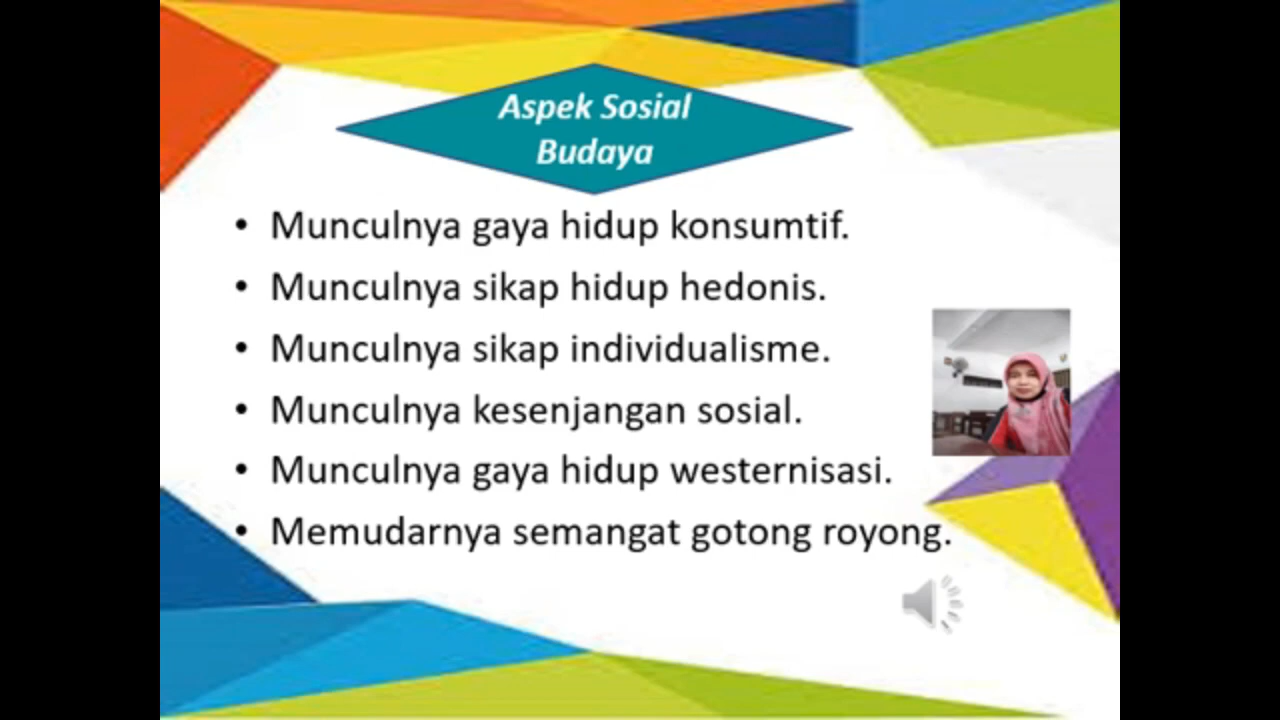 Aspek Sosial
Budaya
• Munculnya gaya hidup konsumtif.
• Munculnya sikap hidup hedonis.
• Munculnya sikap individualisme.
• Munculnya kesenjangan sosial.
• Munculnya gaya hidup westernisasi.
• Memudarnya semangat gotong royong.